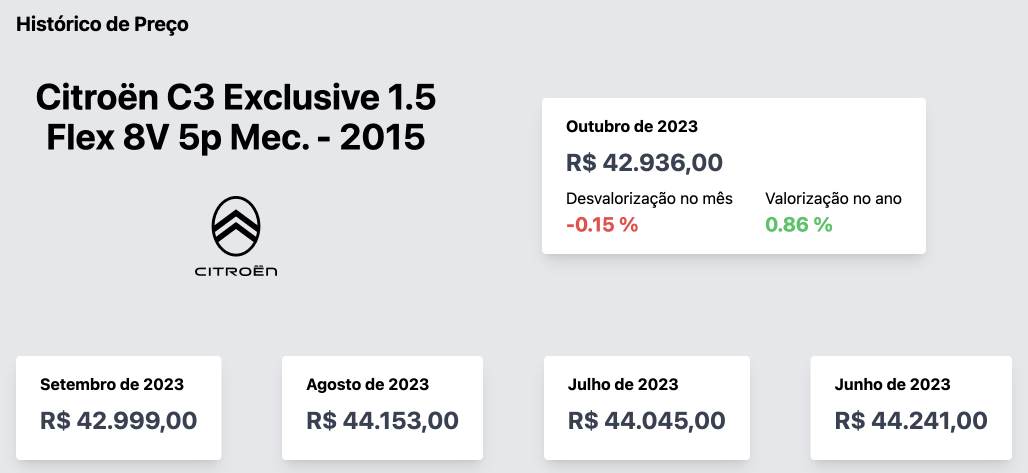 Histórico de Preço
Citroën C3 Exclusive 1.5
Flex 8V 5p Mec. - 2015
CITROËN
Outubro de 2023
R$ 42.936,00
Desvalorização no mês
-0.15 %
Valorização no ano
0.86 %
Setembro de 2023
R$ 42.999,00
Agosto de 2023
R$ 44.153,00
Julho de 2023
R$ 44.045,00
Junho de 2023
R$ 44.241,00